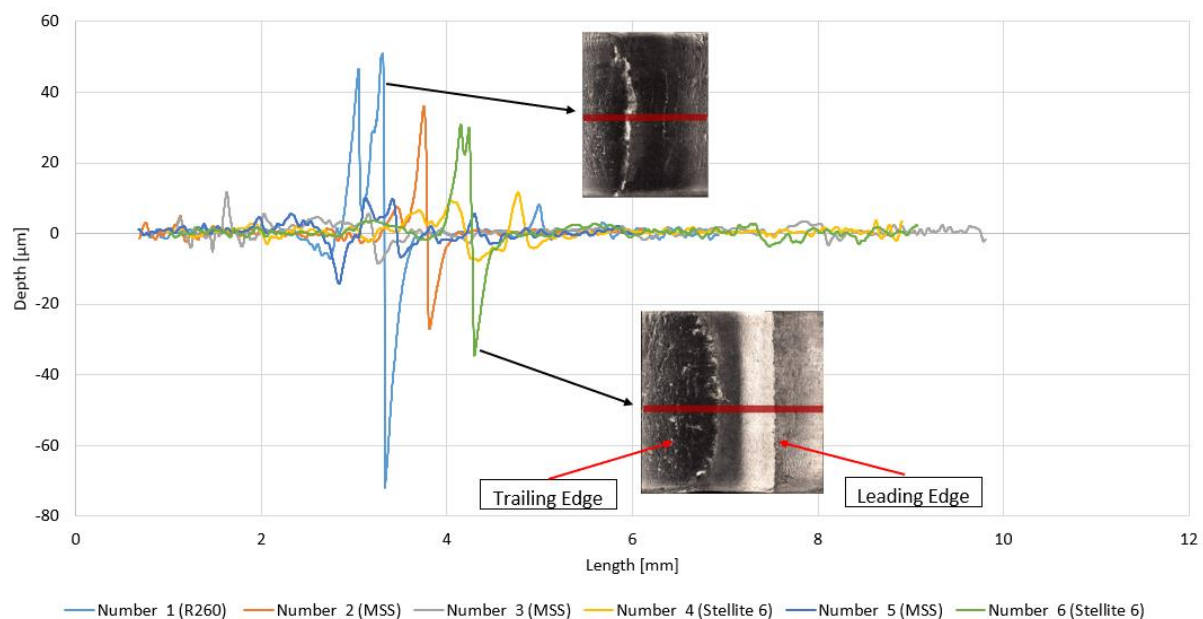 60
40
20
0
-20
-40
-60
-80
Depth [µm]
Trailing Edge
Leading Edge
0 2 4 6 8 10 12
Length [mm]
Number 1 (R260) Number 2 (MSS) Number 3 (MSS) Number 4 (Stellite 6) Number 5 (MSS) Number 6 (Stellite 6)